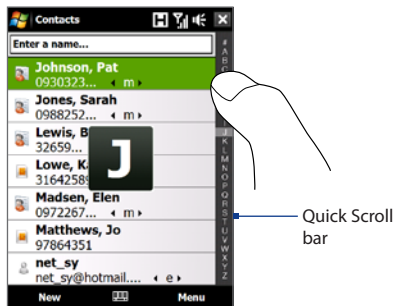 Contacts
Enter a name...
Johnson, Pat
0930323... m
Jones, Sarah
0988252... m
Lewis, B
32659...
J
Lowe, K
3164258
Madsen, Elen
0972267... m
Matthews, Jo
97864351
net_sy
net_sy@hotmail.... e
New
Menu
#
A
B
C
J
K
L
M
N
O
P
Q
R
S
T
U
V
W
X
Y
Z
Quick Scroll
bar